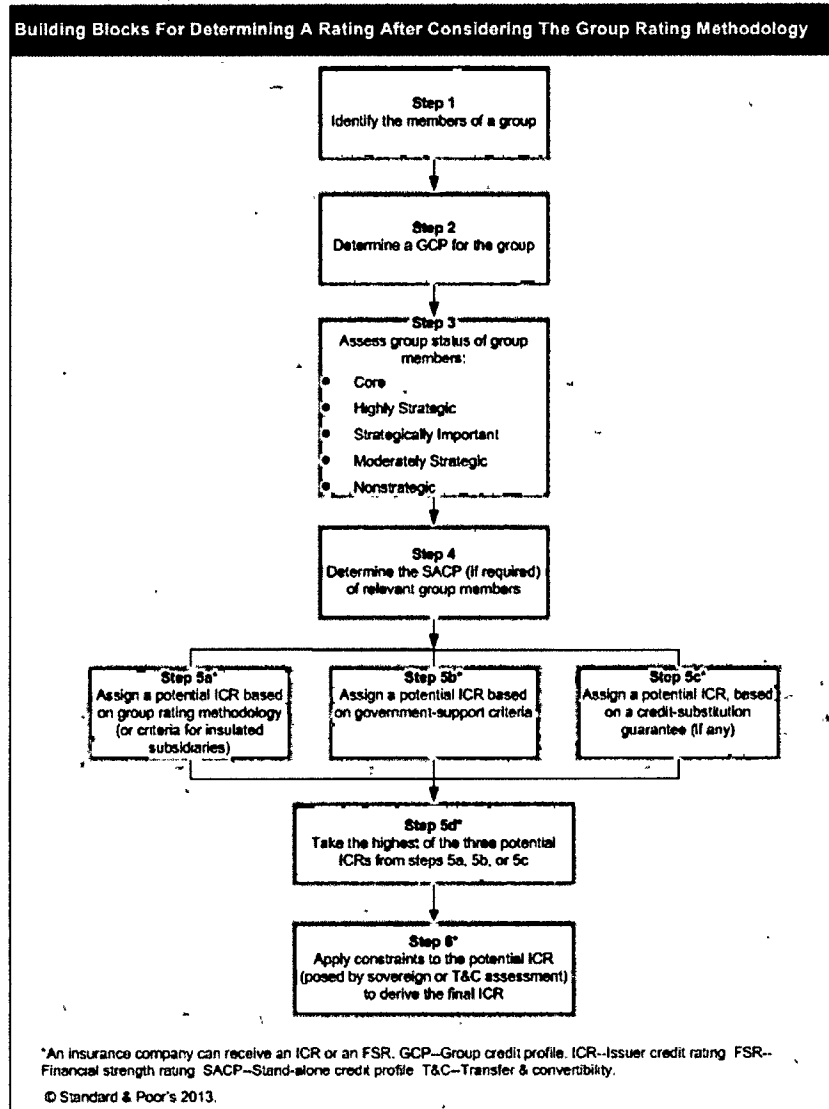 Building Blocks For Determining A Rating After Considering The Group Rating Methodology
Step 1
Identify the members of a group
Step 2
Determine a GCP for the group
Step 3
Assess group status of group
members:
• Core
• Highly Strategic
• Strategically Important
• Moderately Strategic
• Nonstrategic
Step 4
Determine the SACP (if required)
of relevant group members
Step 5a*
Assign a potential ICR based
on group rating methodology
(or criteria for insulated
subsidiaries)
Step 5b*
Assign a potential ICR based
on government-support criteria
Step 5c*
Assign a potential ICR, based
on a credit-substitution
guarantee (if any)
Step 5d*
Take the highest of the three potential
ICRs from steps 5a, 5b, or 5c
Step 6*
Apply constraints to the potential ICR
(posed by sovereign or T&C assessment)
to derive the final ICR
*An insurance company can receive an ICR or an FSR. GCP--Group credit profile. ICR--Issuer credit rating FSR--
Financial strength rating SACP--Stand-alone credit profile T&C--Transfer & convertibility.
© Standard & Poor's 2013.